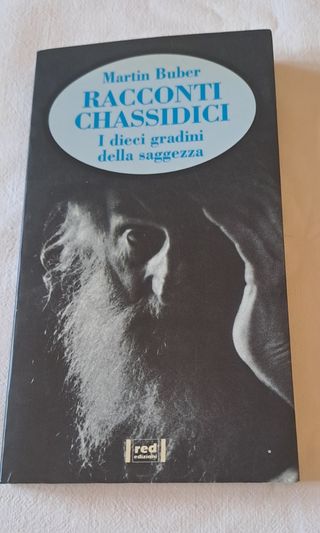 Martin Buber
RACCONTI
CHASSIDICI
I dieci gradini
della saggezza
red
edizioni